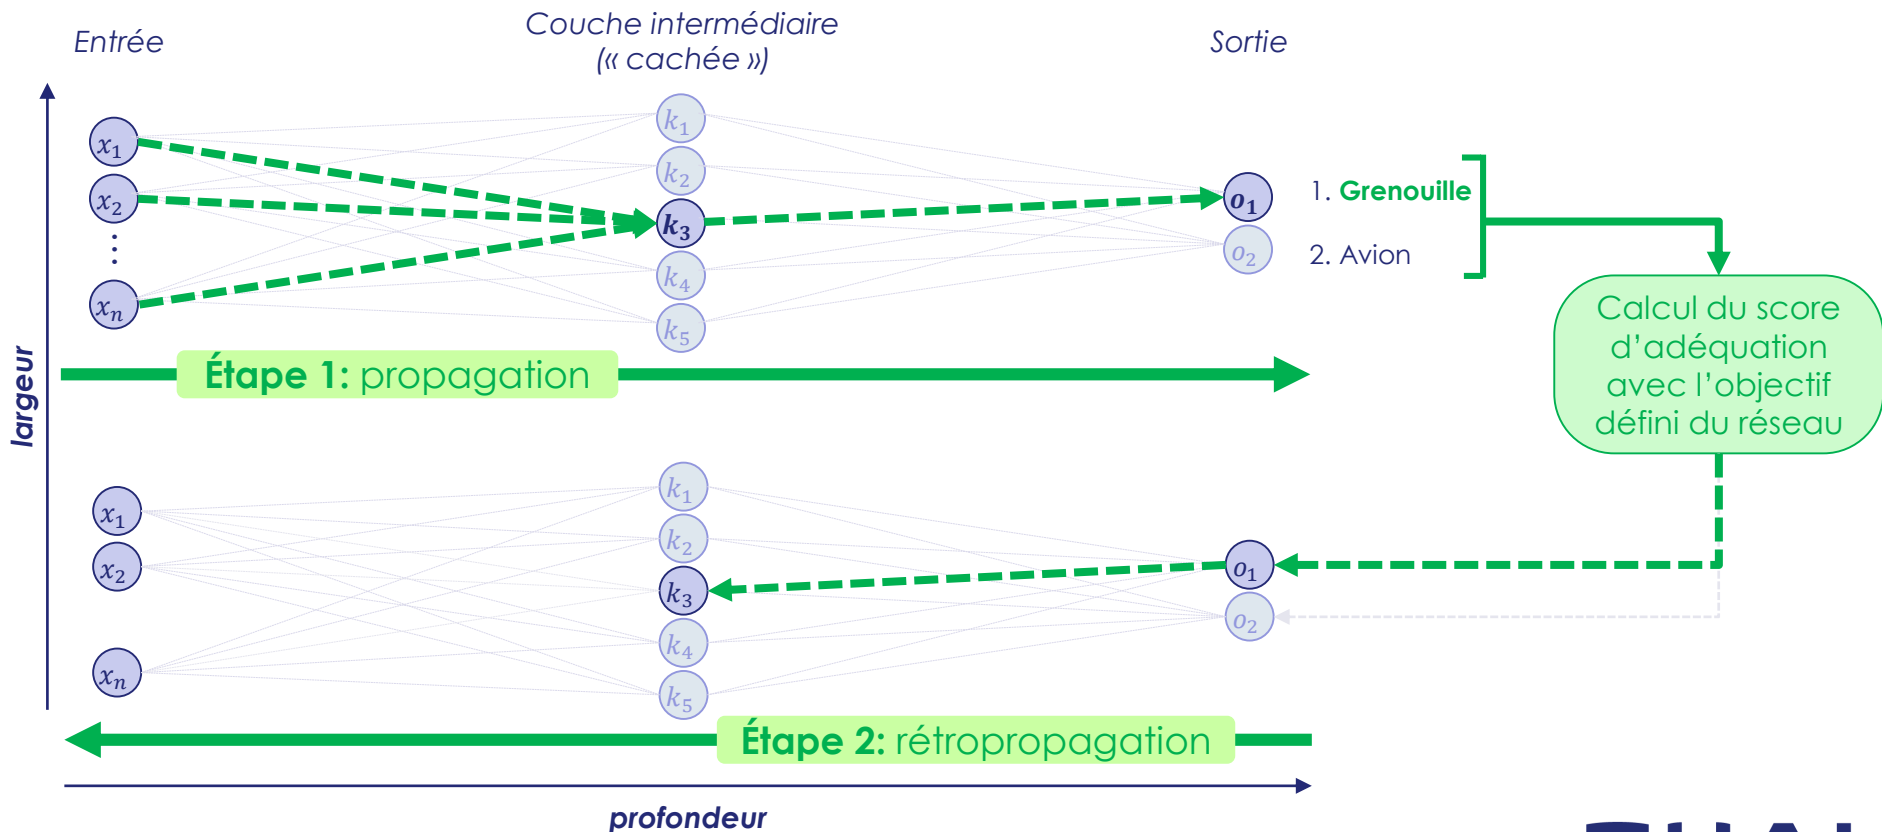 Entrée
Couche intermédiaire
(« cachée »)
Sortie
x₁
x₂
⋮
xₙ
k₁
k₂
k₃
k₄
k₅
o₁
o₂
1. Grenouille
2. Avion
Calcul du score
d’adéquation
avec l’objectif
défini du réseau
Étape 1: propagation
largeur
x₁
x₂
xₙ
k₁
k₂
k₃
k₄
k₅
o₁
o₂
Étape 2: rétropropagation
profondeur